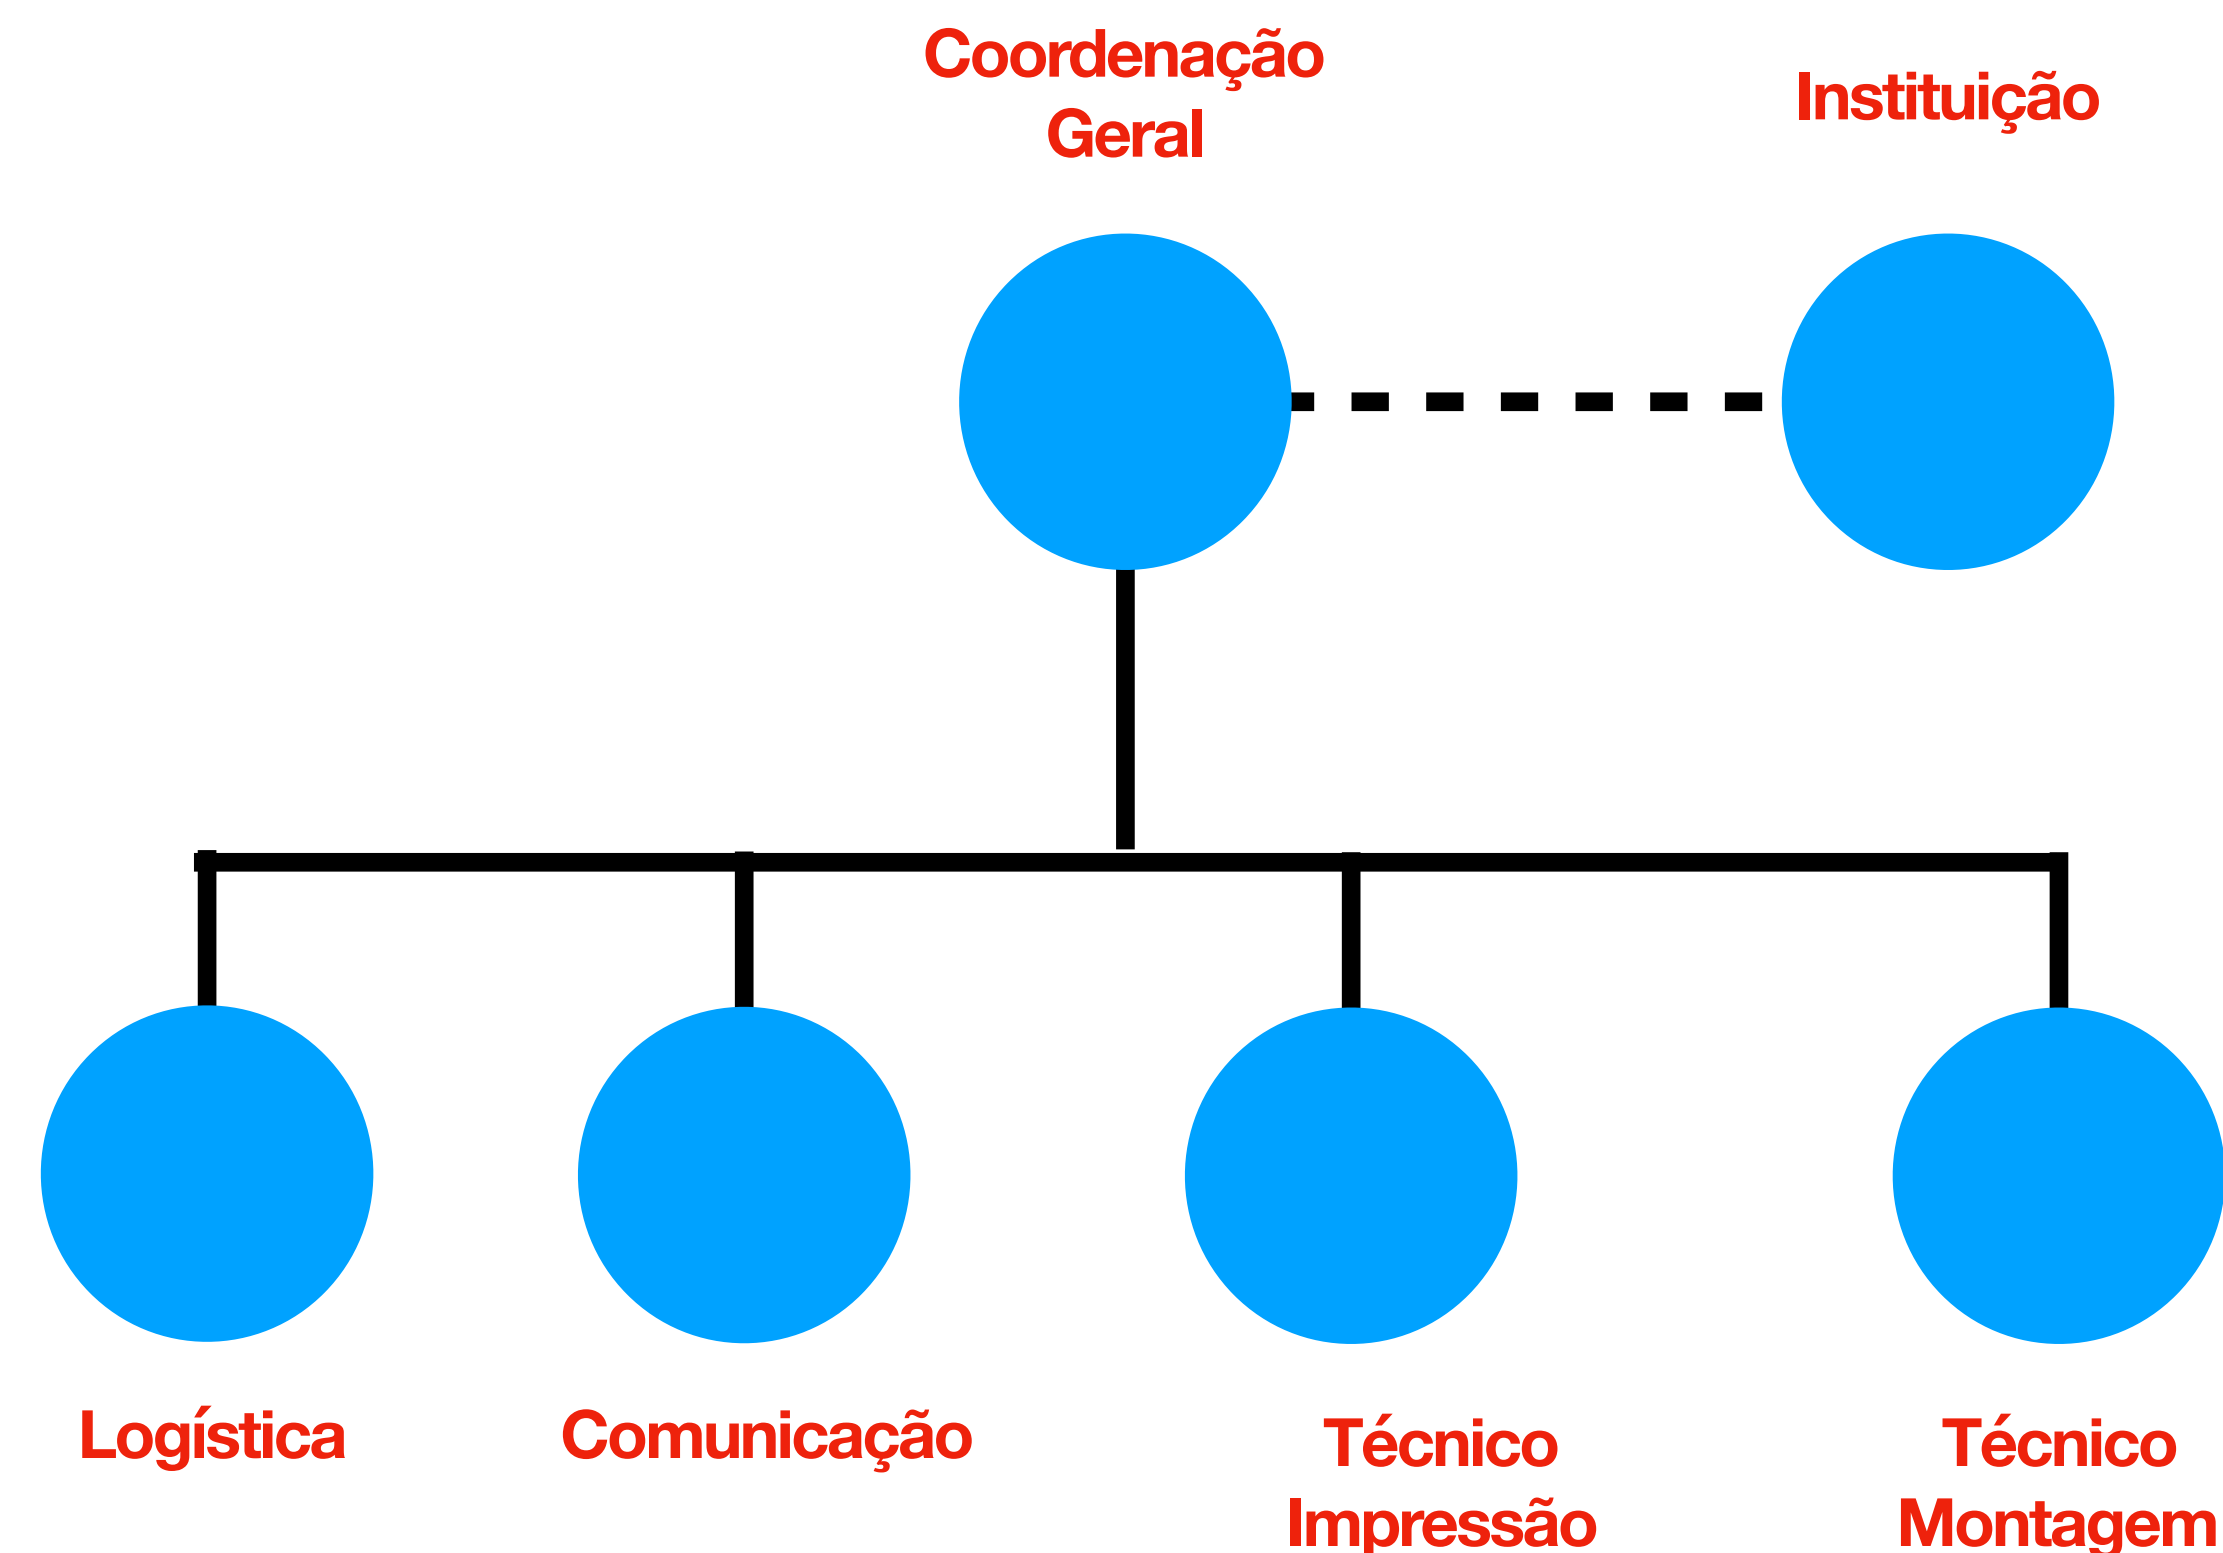 Coordenação
Geral
Instituição
Logística
Comunicação
Técnico
Impressão
Técnico
Montagem